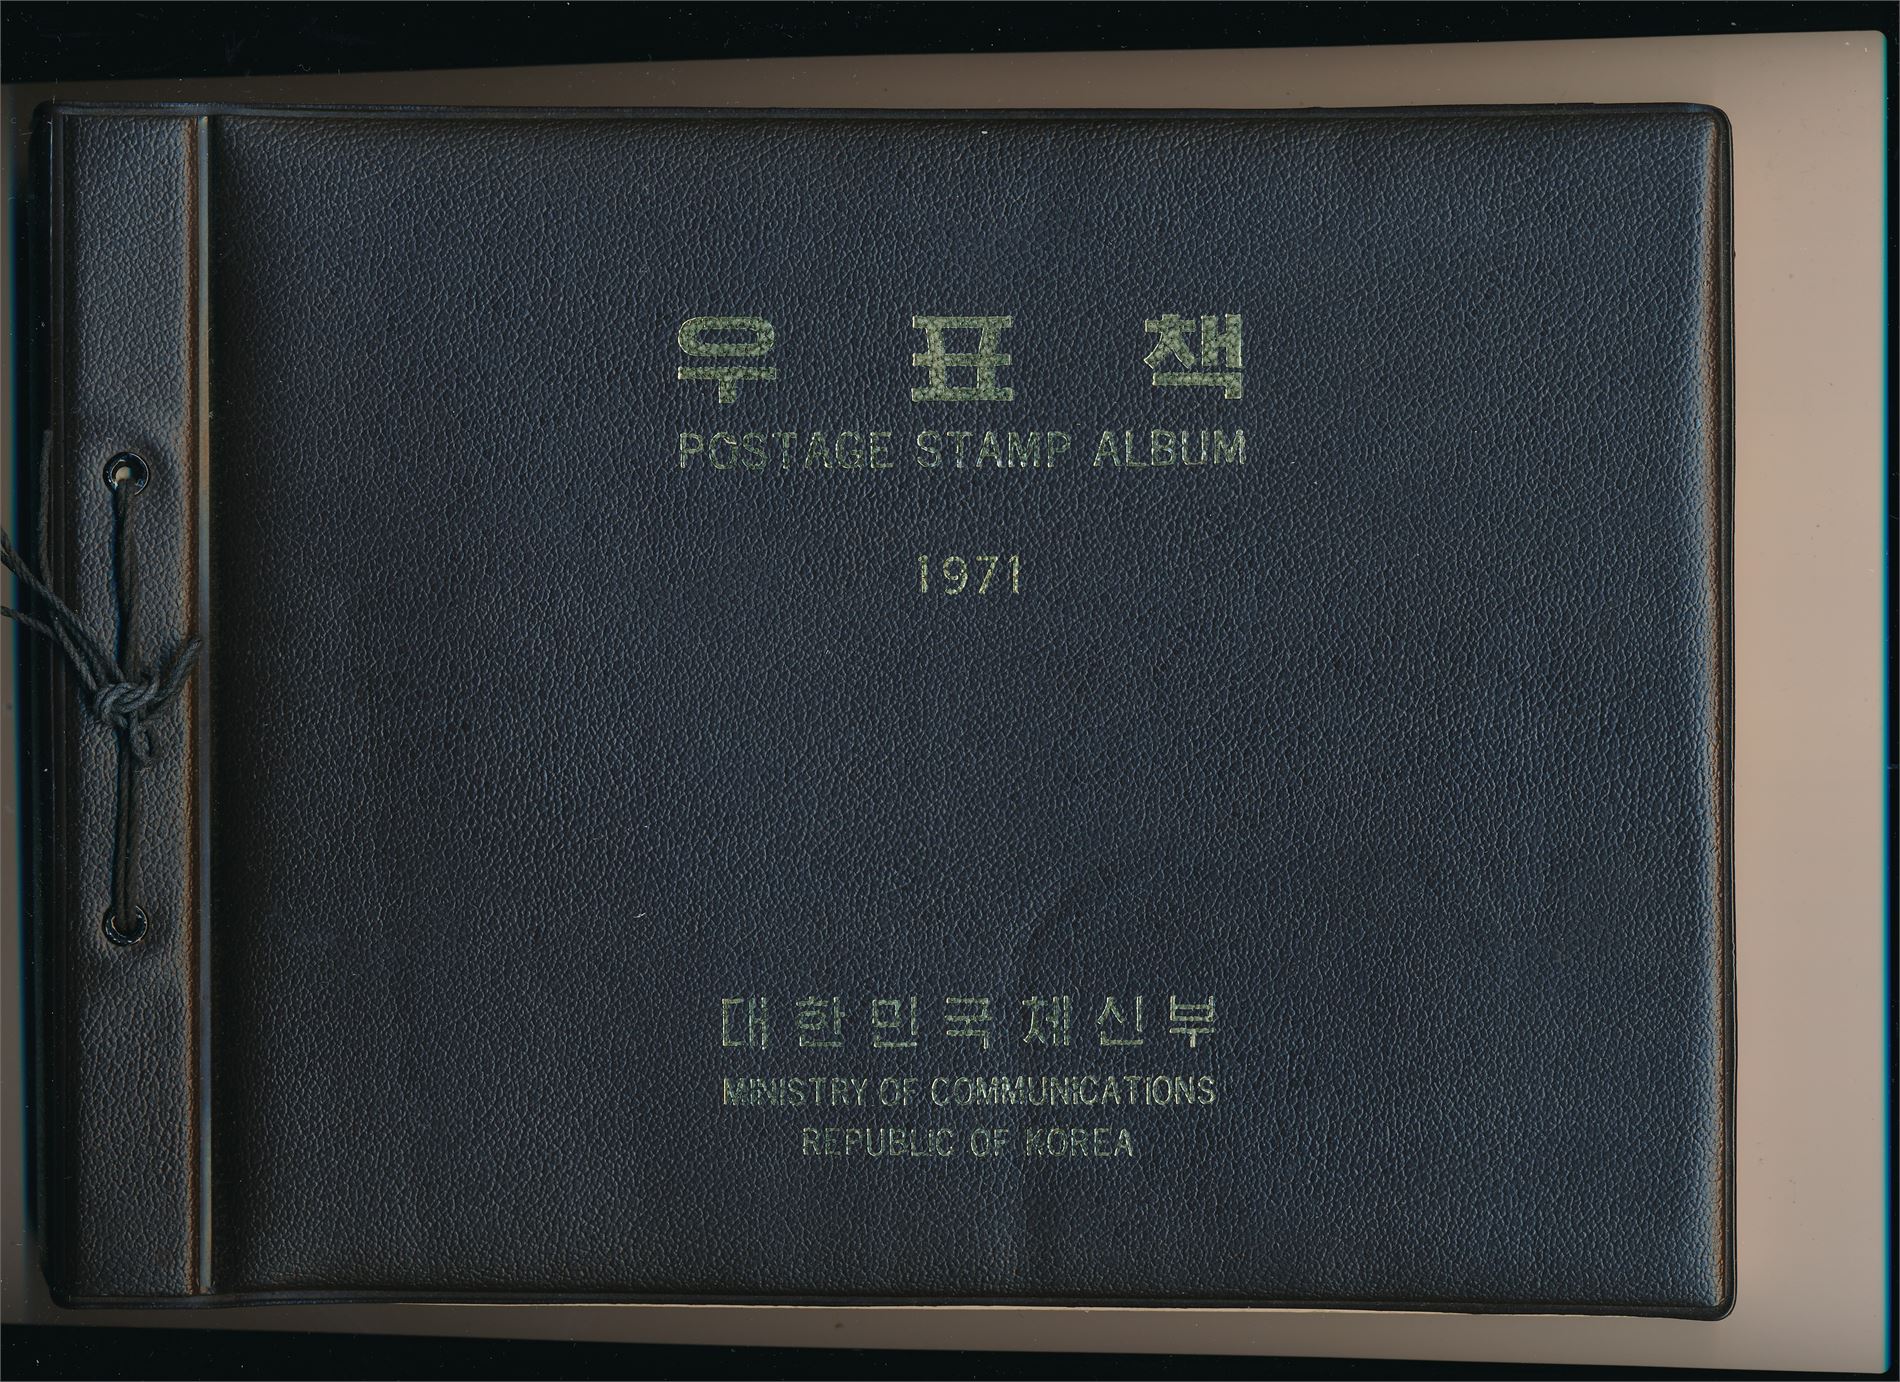 우 표 책
POSTAGE STAMP ALBUM
1971
대한민국체신부
MINISTRY OF COMMUNICATIONS
REPUBLIC OF KOREA